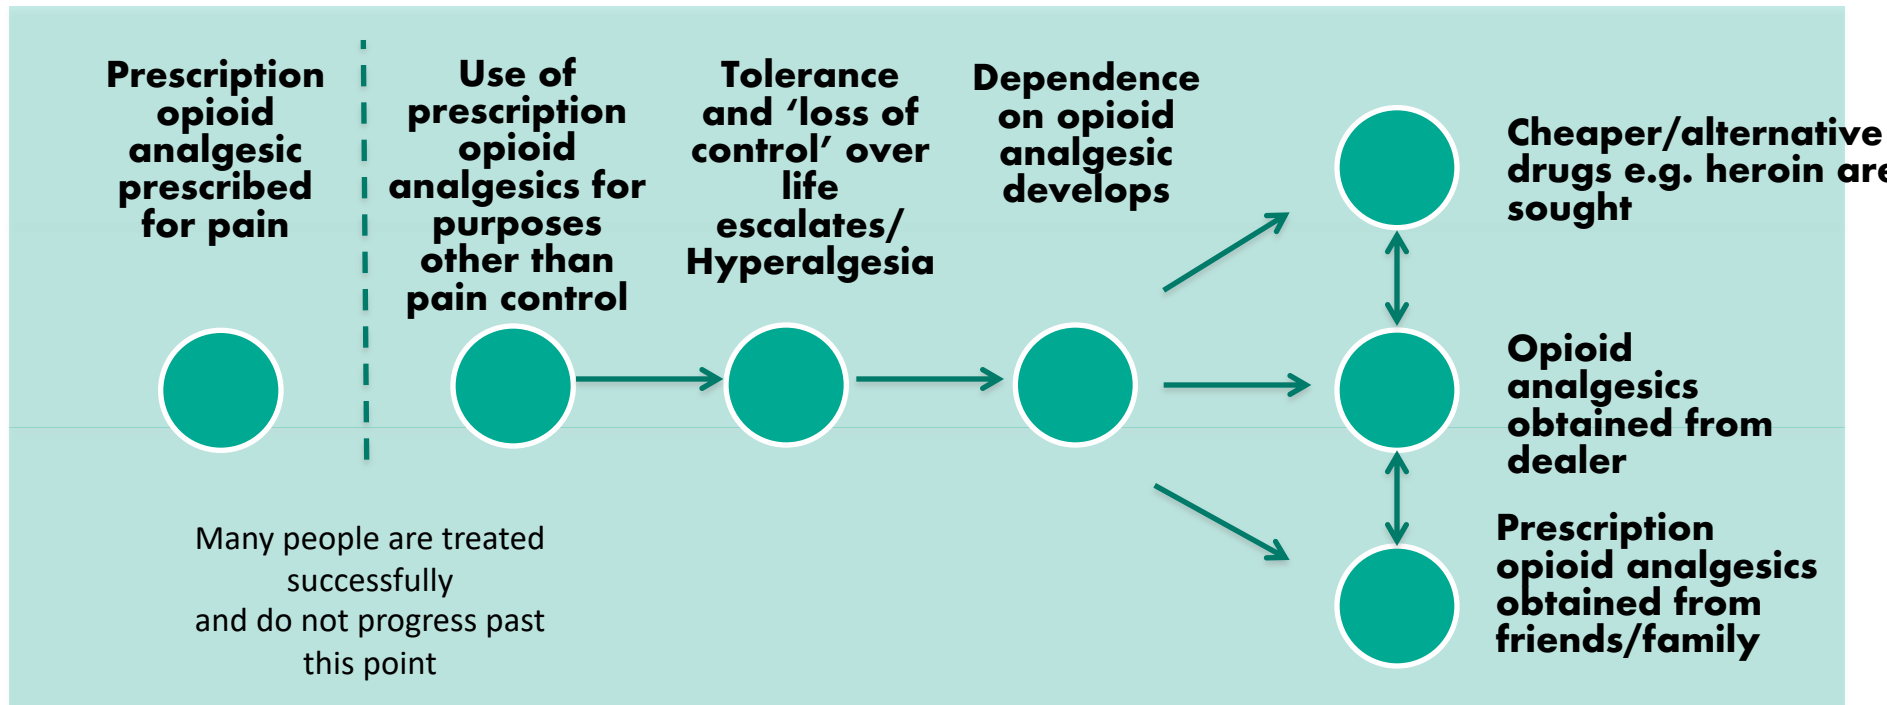 Prescription
opioid
analgesic
prescribed
for pain
Use of
prescription
opioid
analgesics for
purposes
other than
pain control
Tolerance
and ‘loss of
control’ over
life
escalates/
Hyperalgesia
Dependence
on opioid
analgesic
develops
Cheaper/alternative
drugs e.g. heroin are
sought
Opioid
analgesics
obtained from
dealer
Prescription
opioid analgesics
obtained from
friends/family
Many people are treated
successfully
and do not progress past
this point